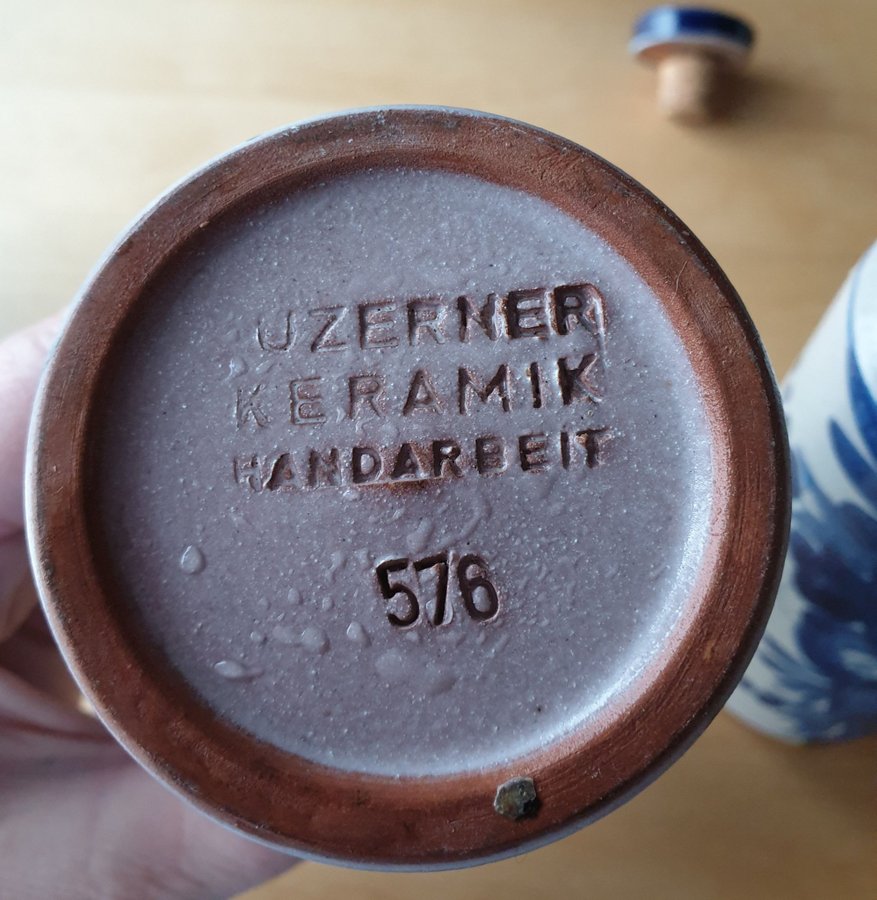 UZERNER
KERAMIK
HANDARBEIT
576